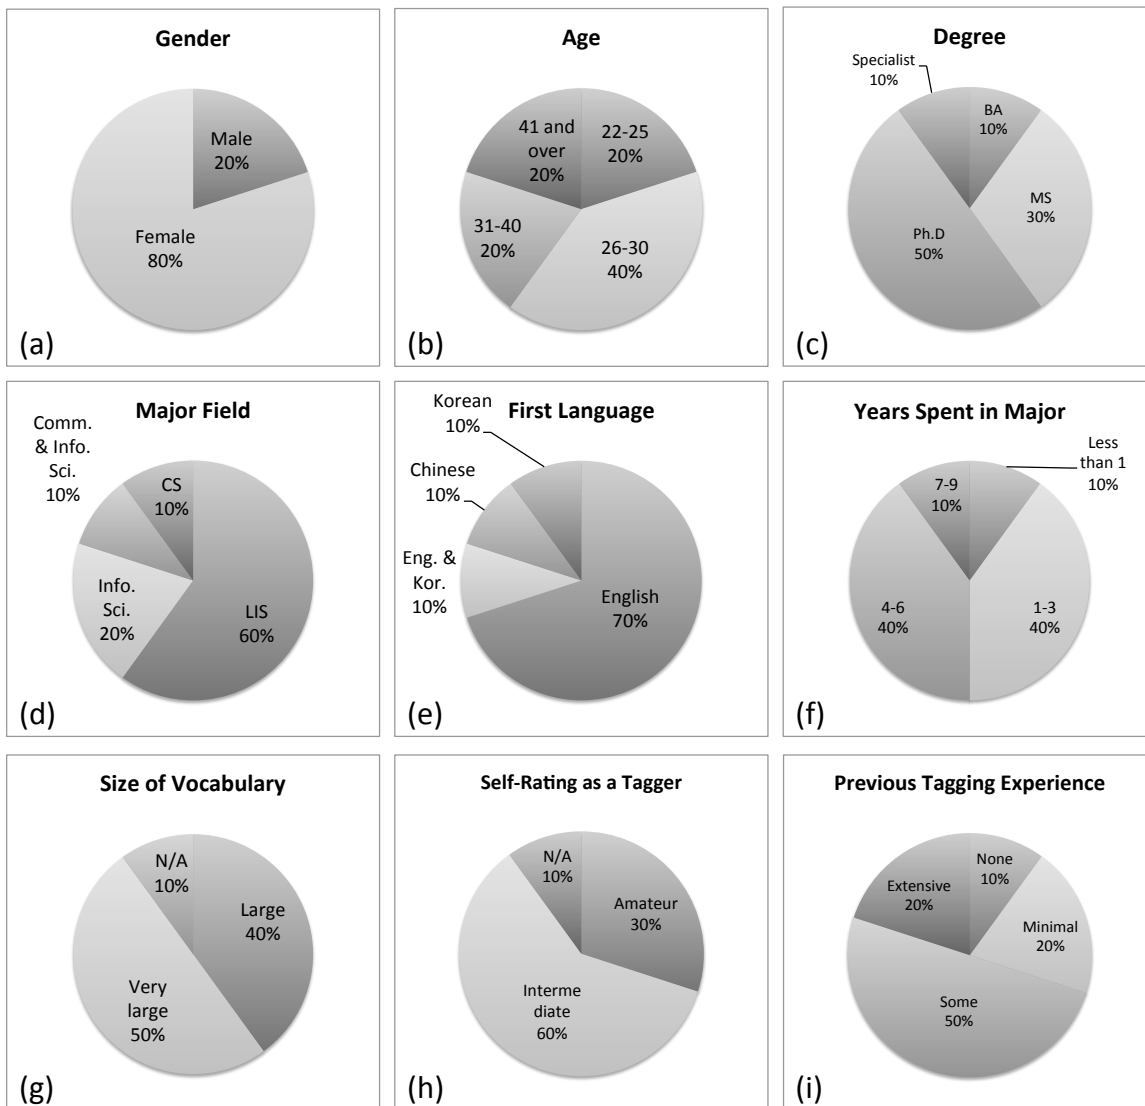 Gender
Male
20%
Female
80%
(a)
Age
41 and
over
20%
22-25
20%
31-40
20%
26-30
40%
(b)
Degree
Specialist
10%
BA
10%
MS
30%
Ph.D
50%
(c)
Major Field
Comm.
& Info.
Sci.
10%
CS
10%
Info.
Sci.
20%
LIS
60%
(d)
First Language
Korean
10%
Chinese
10%
Eng. &
Kor.
10%
English
70%
(e)
Years Spent in Major
Less
than 1
10%
7-9
10%
4-6
40%
1-3
40%
(f)
Size of Vocabulary
N/A
10%
Large
40%
Very
large
50%
(g)
Self-Rating as a Tagger
N/A
10%
Amateur
30%
Interme
diate
60%
(h)
Previous Tagging Experience
None
10%
Extensive
20%
Minimal
20%
Some
50%
(i)